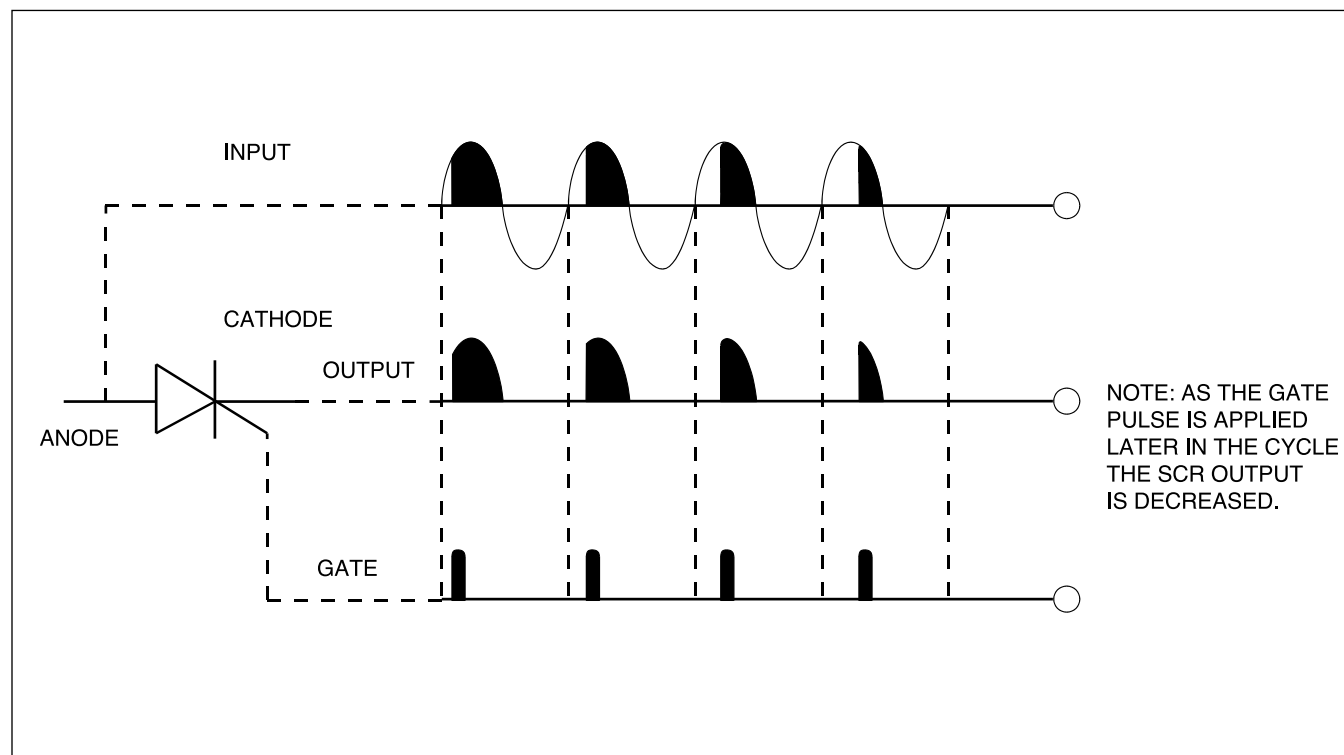 INPUT
CATHODE
OUTPUT
ANODE
GATE
NOTE: AS THE GATE
PULSE IS APPLIED
LATER IN THE CYCLE
THE SCR OUTPUT
IS DECREASED.